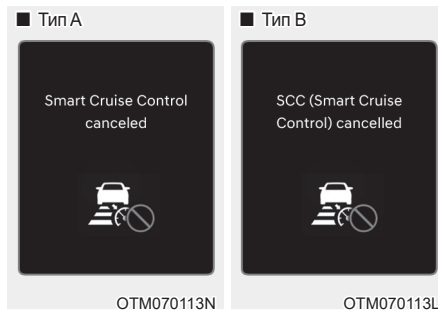 ■ Тип A
Smart Cruise Control
canceled
OTM070113N
■ Тип B
SCC (Smart Cruise
Control) cancelled
OTM070113L